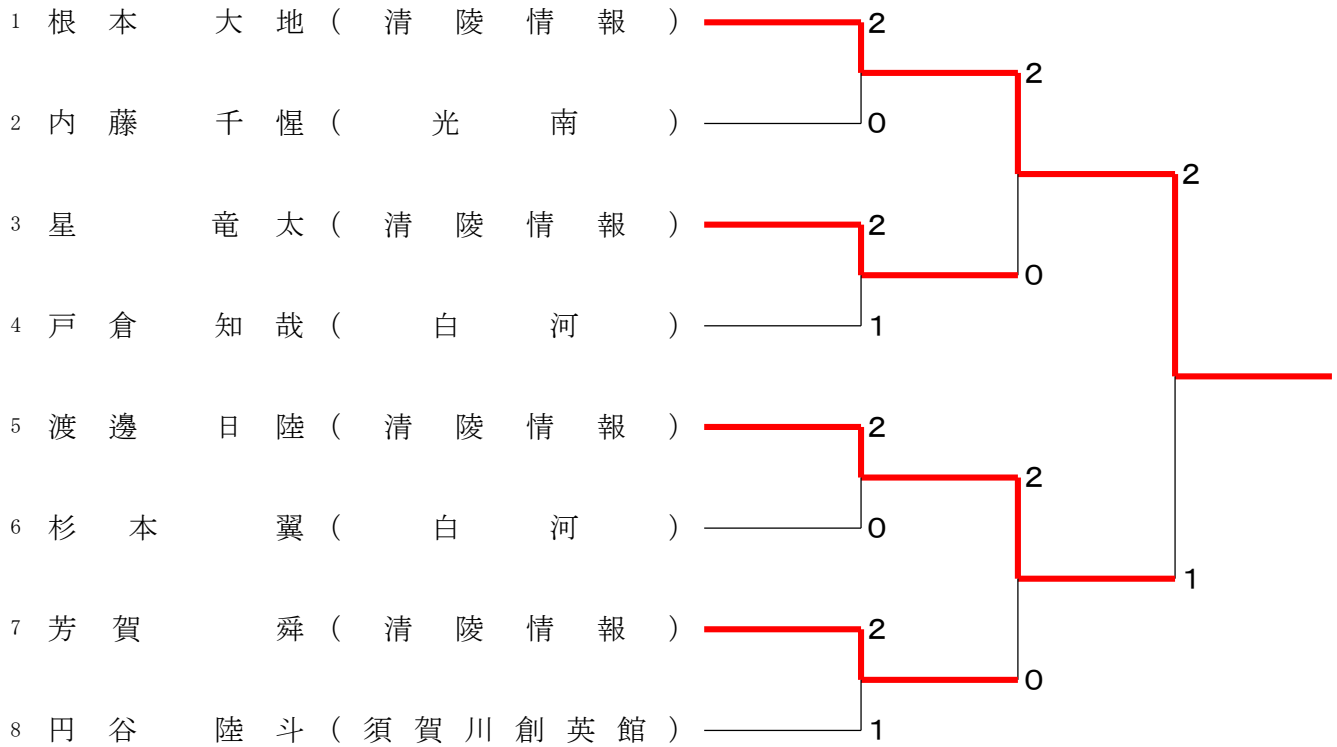 1 根本 大地 (清陵情報) 2
2
2 内藤 千惺 (光南) 0
2
3 星 竜太 (清陵情報) 2
0
4 戸倉 知哉 (白河) 1
5 渡邊 日陸 (清陵情報) 2
2
6 杉本 翼 (白河) 0
1
7 芳賀 舜 (清陵情報) 2
0
8 円谷 陸斗 (須賀川創英館) 1